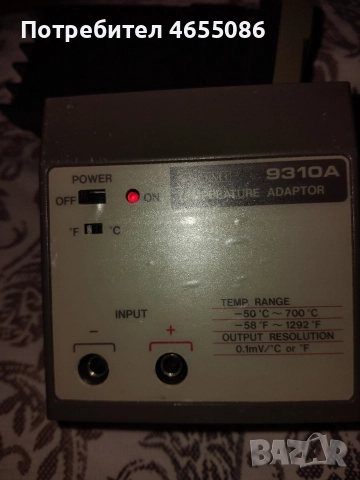 Потребител 4655086
POWER
OFF
ON
9310A
ADAPTOR
°F
°C
TEMP. RANGE
INPUT
-50°C ~ 700°C
-58°F ~ 1292°F
OUTPUT RESOLUTION
0.1mV/°C or °F
- +
BAZAR